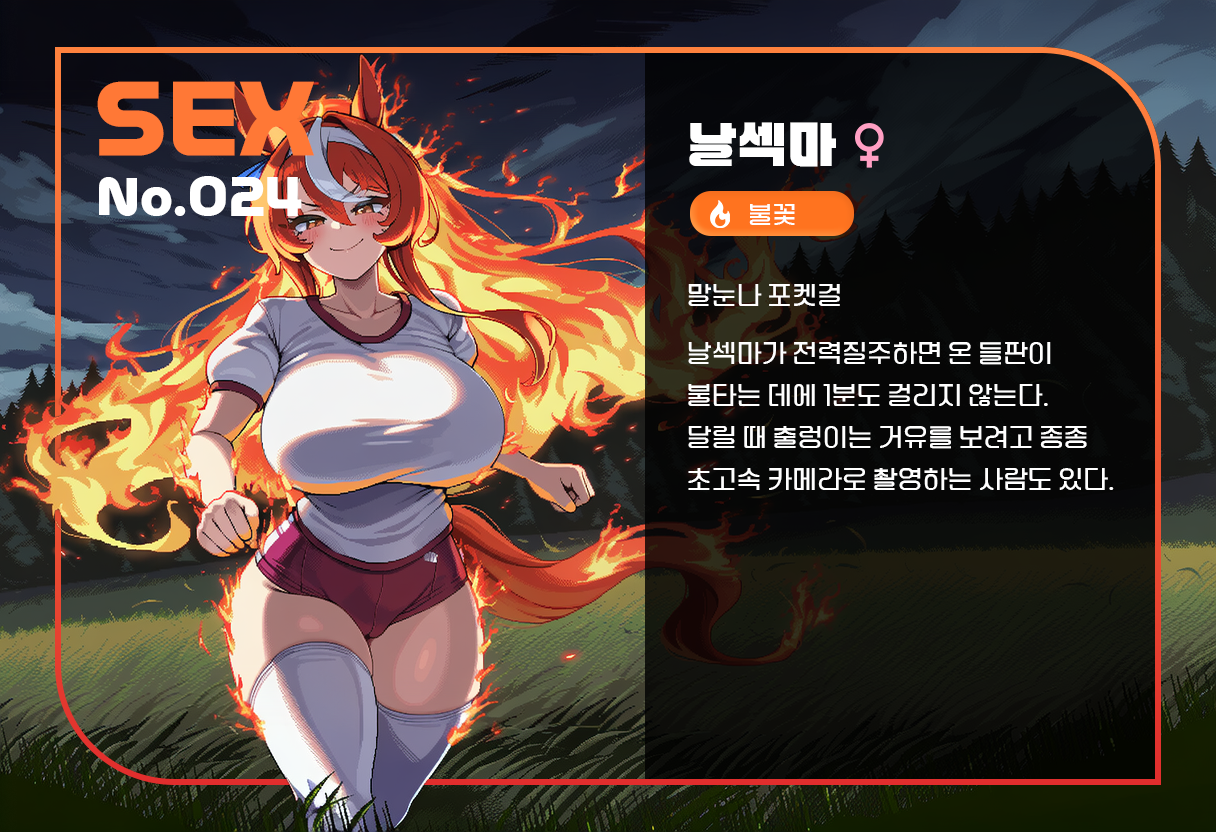 SEX
No.024
날섹마 ♀
불꽃
말눈나 포켓걸
날섹마가 전력질주하면 온 들판이
불타는 데에 1분도 걸리지 않는다.
달릴 때 출렁이는 거유를 보려고 종종
초고속 카메라로 촬영하는 사람도 있다.